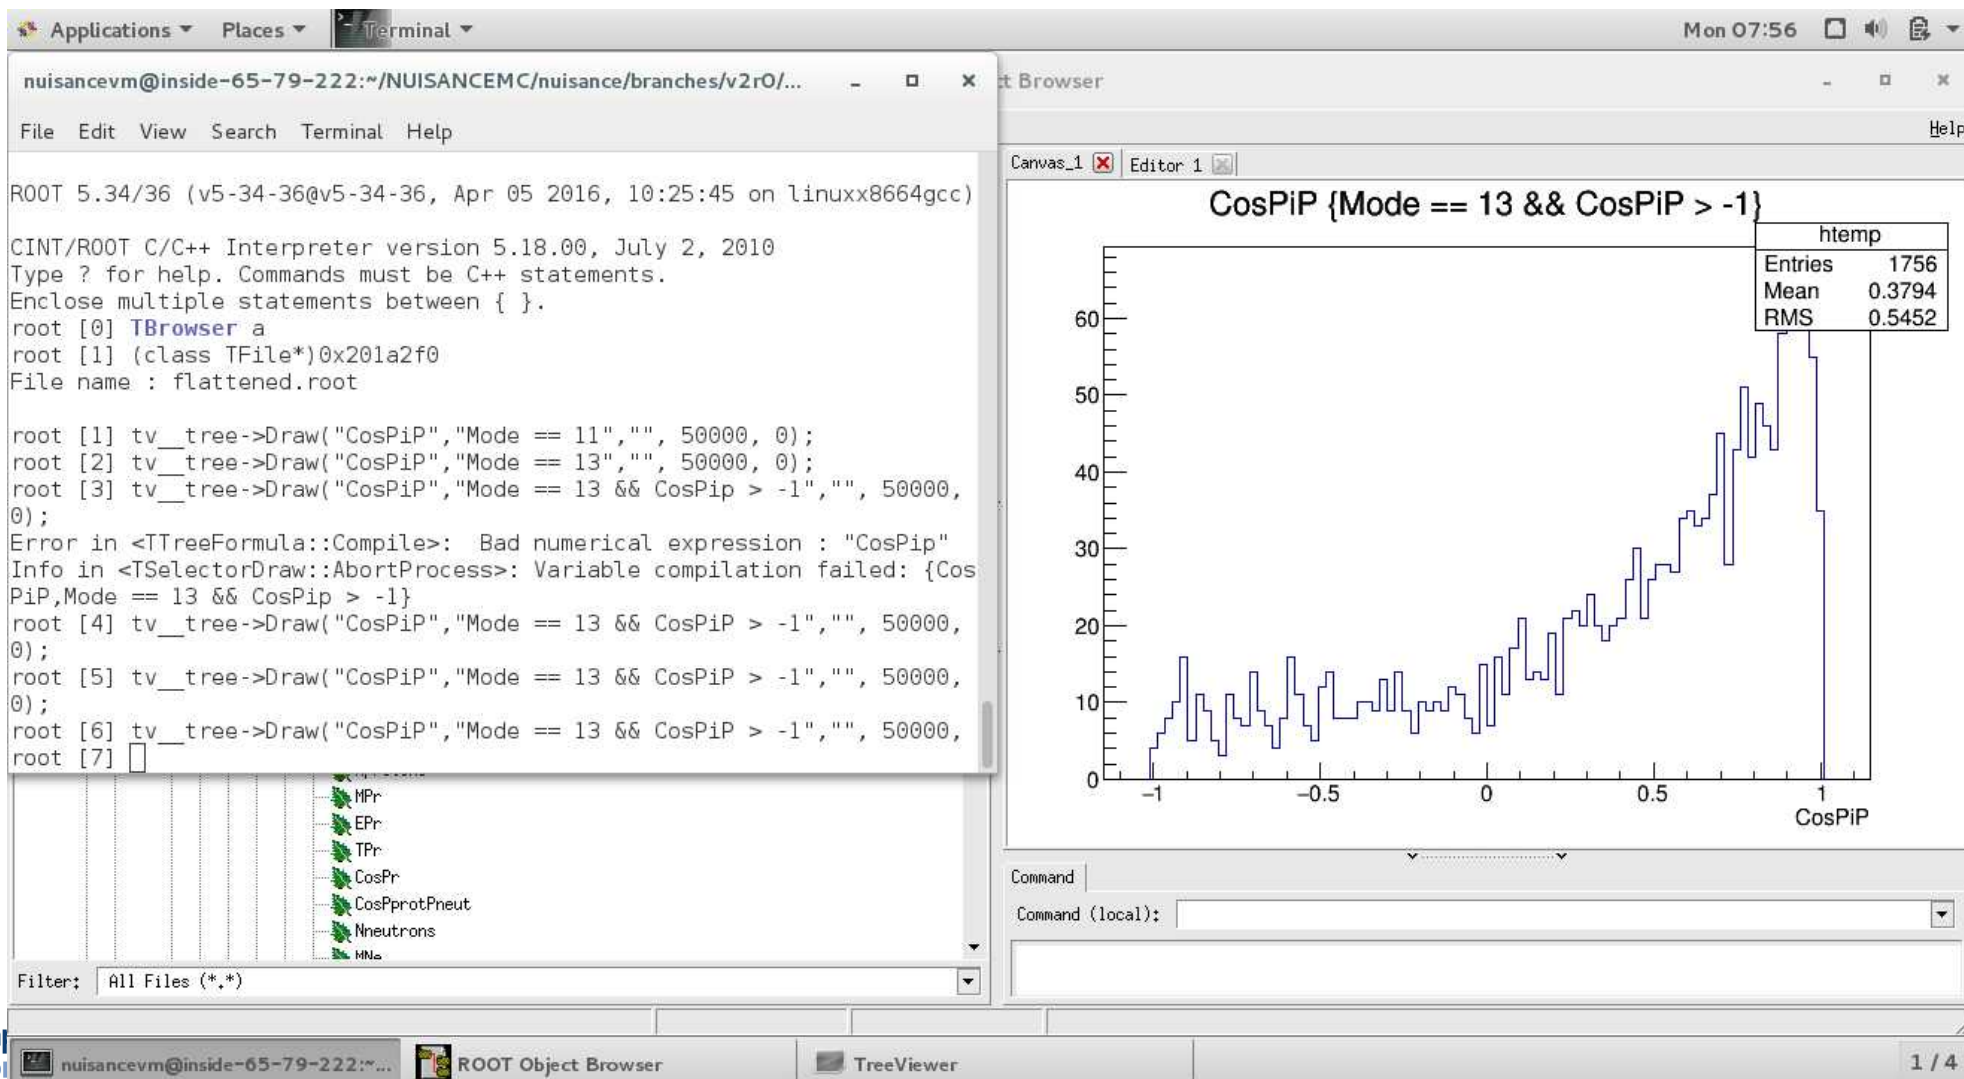 Applications Places Terminal Mon 07:56
nuisancevm@inside-65-79-222:~/NUISANCEMC/nuisance/branches/v2r0/...
File Edit View Search Terminal Help
ROOT 5.34/36 (v5-34-36@v5-34-36, Apr 05 2016, 10:25:45 on linuxx8664gcc)
CINT/ROOT C/C++ Interpreter version 5.18.00, July 2, 2010
Type ? for help. Commands must be C++ statements.
Enclose multiple statements between { }.
root [0] TBrowser a
root [1] (class TFile*)0x201a2f0
File name : flattened.root
root [1] tv__tree->Draw("CosPiP","Mode == 11","", 50000, 0);
root [2] tv__tree->Draw("CosPiP","Mode == 13","", 50000, 0);
root [3] tv__tree->Draw("CosPiP","Mode == 13 && CosPip > -1","", 50000,
0);
Error in <TTreeFormula::Compile>:  Bad numerical expression : "CosPip"
Info in <TSelectorDraw::AbortProcess>: Variable compilation failed: {Cos
PiP,Mode == 13 && CosPip > -1}
root [4] tv__tree->Draw("CosPiP","Mode == 13 && CosPiP > -1","", 50000,
0);
root [5] tv__tree->Draw("CosPiP","Mode == 13 && CosPiP > -1","", 50000,
0);
root [6] tv__tree->Draw("CosPiP","Mode == 13 && CosPiP > -1","", 50000,
root [7]
MPr
EPr
TPr
CosPr
CosPprotPneut
Nneutrons
MNe
Filter: All Files (*.*)
Browser
Help
Canvas_1 Editor 1
CosPiP {Mode == 13 && CosPiP > -1}
htemp
Entries 1756
Mean 0.3794
RMS 0.5452
60
50
40
30
20
10
0
−1 −0.5 0 0.5 1
CosPiP
Command
Command (local):
nuisancevm@inside-65-79-222:~... ROOT Object Browser TreeViewer 1 / 4